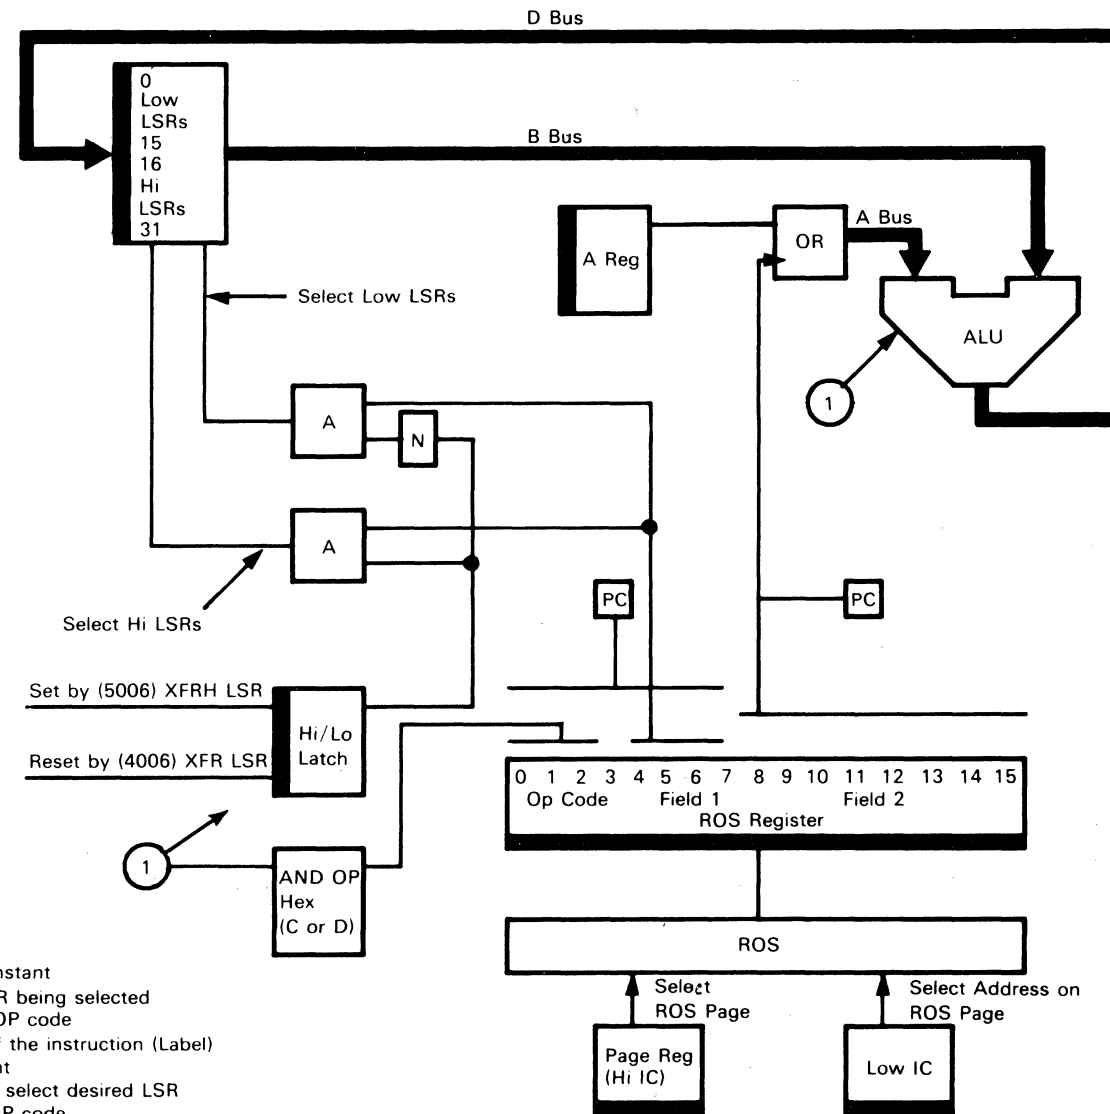 D Bus
0
Low
LSRs
15
16
Hi
LSRs
31
B Bus
A Reg
OR
A Bus
ALU
1
Select Low LSRs
A
N
A
Select Hi LSRs
PC
PC
Set by (5006) XFRH LSR
Hi/Lo
Latch
Reset by (4006) XFR LSR
0 1 2 3 4 5 6 7 8 9 10 11 12 13 14 15
Op Code Field 1 Field 2
ROS Register
1
AND OP
Hex
(C or D)
ROS
Select
ROS Page
Select Address on
ROS Page
Page Reg
(Hi IC)
Low IC
nstant
R being selected
OP code
f the instruction (Label)
nt
select desired LSR
P code